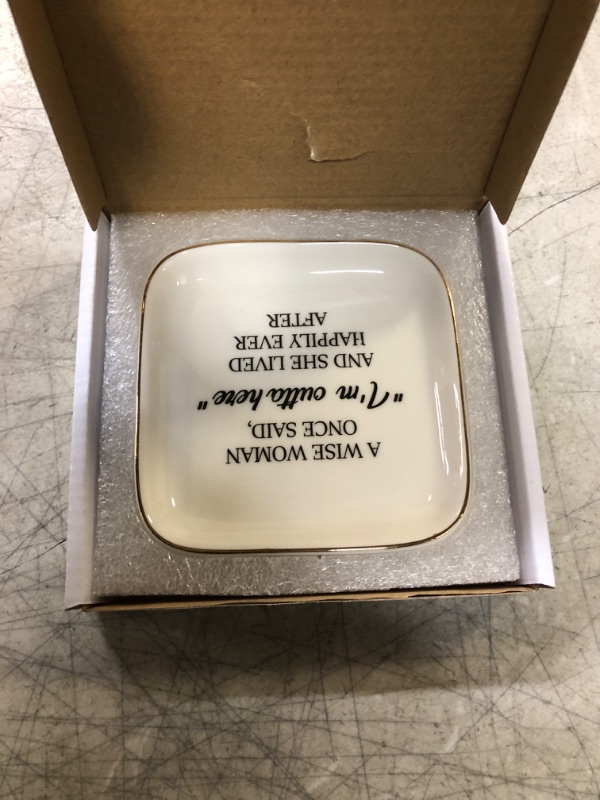 A WISE WOMAN
ONCE SAID,
"I'm outta here"
AND SHE LIVED
HAPPILY EVER
AFTER